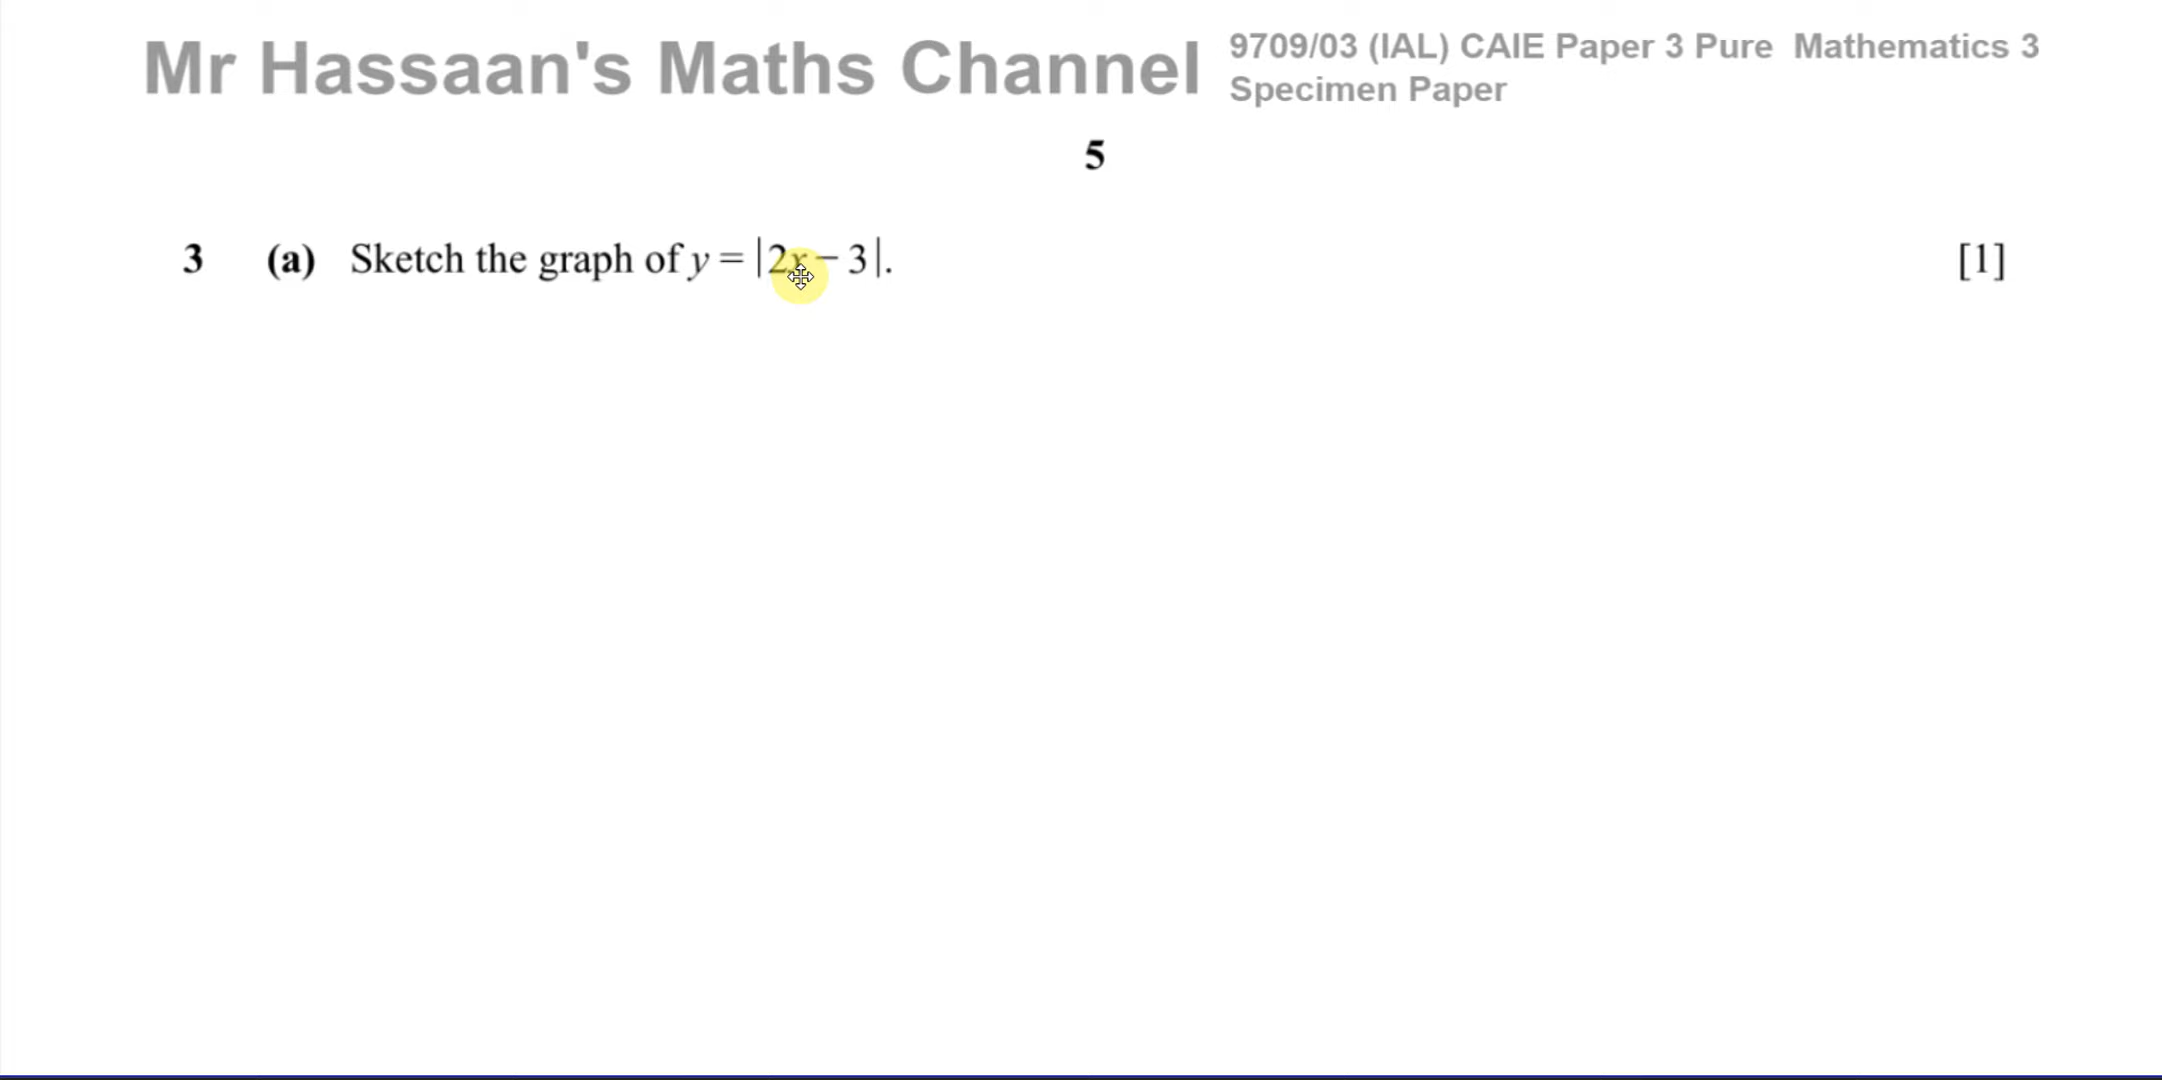 Mr Hassaan's Maths Channel
9709/03 (IAL) CAIE Paper 3 Pure Mathematics 3
Specimen Paper
5
3 (a) Sketch the graph of y = |2x − 3|. [1]